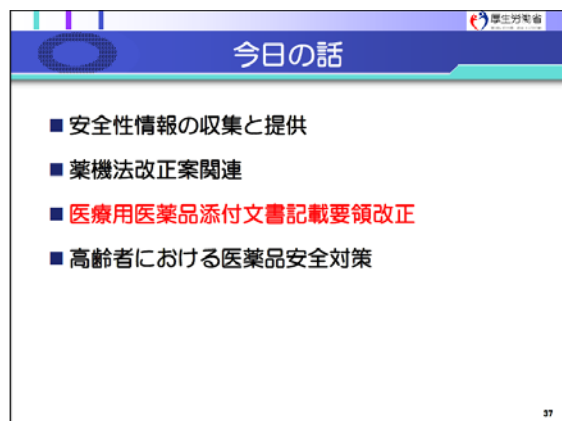 厚生労働省
今日の話
■ 安全性情報の収集と提供
■ 薬機法改正案関連
■ 医療用医薬品添付文書記載要領改正
■ 高齢者における医薬品安全対策
37